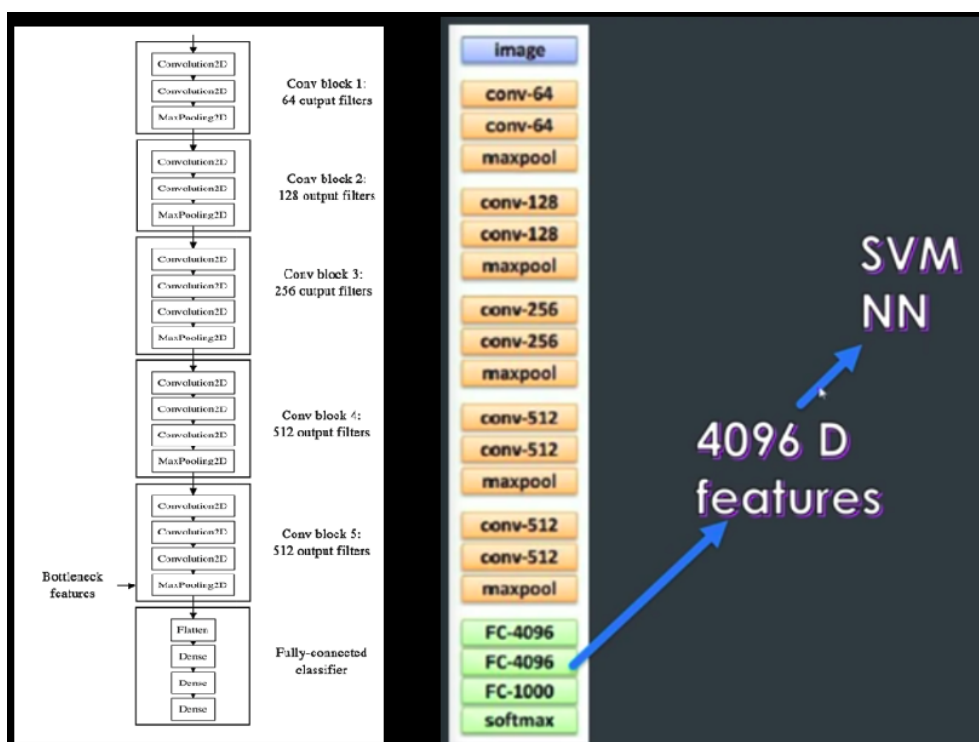 Convolution2D
Convolution2D
MaxPooling2D
Conv block 1:
64 output filters
Convolution2D
Convolution2D
MaxPooling2D
Conv block 2:
128 output filters
Convolution2D
Convolution2D
Convolution2D
MaxPooling2D
Conv block 3:
256 output filters
Convolution2D
Convolution2D
Convolution2D
MaxPooling2D
Conv block 4:
512 output filters
Convolution2D
Convolution2D
Convolution2D
MaxPooling2D
Conv block 5:
512 output filters
Bottleneck
features
Flatten
Dense
Dense
Dense
Fully-connected
classifier
image
conv-64
conv-64
maxpool
conv-128
conv-128
maxpool
conv-256
conv-256
maxpool
conv-512
conv-512
maxpool
conv-512
conv-512
maxpool
FC-4096
FC-4096
FC-1000
softmax
4096 D
features
SVM
NN